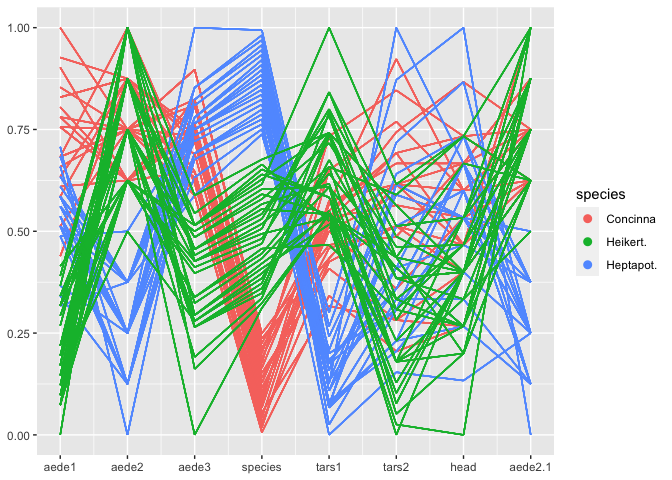 1.00
0.75
0.50
0.25
0.00
aede1 aede2 aede3 species tars1 tars2 head aede2.1
species
Concinna
Heikert.
Heptapot.